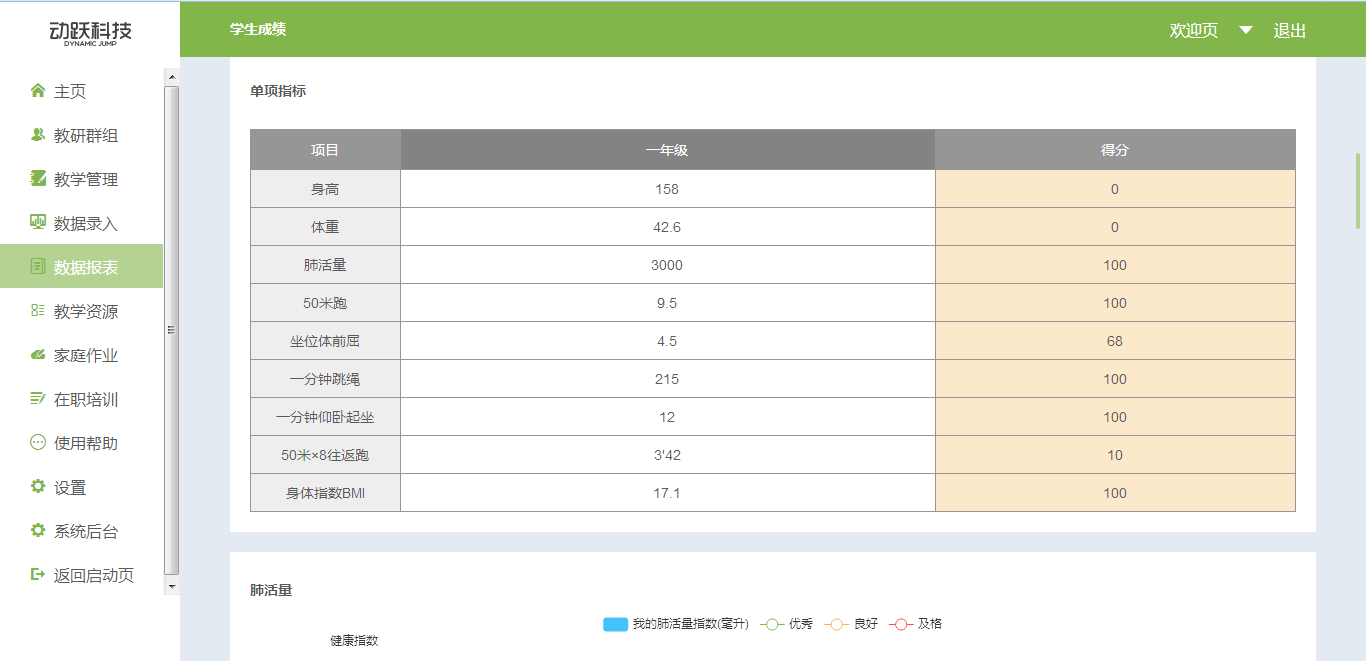 动跃科技
DYNAMIC JUMP
学生成绩
欢迎页 退出
主页
教研群组
教学管理
数据录入
数据报表
教学资源
家庭作业
在职培训
使用帮助
设置
系统后台
返回启动页
单项指标
项目 一年级 得分
身高 158 0
体重 42.6 0
肺活量 3000 100
50米跑 9.5 100
坐位体前屈 4.5 68
一分钟跳绳 215 100
一分钟仰卧起坐 12 100
50米×8往返跑 3'42 10
身体指数BMI 17.1 100
肺活量
我的肺活量指数(毫升) 优秀 良好 及格
健康指数